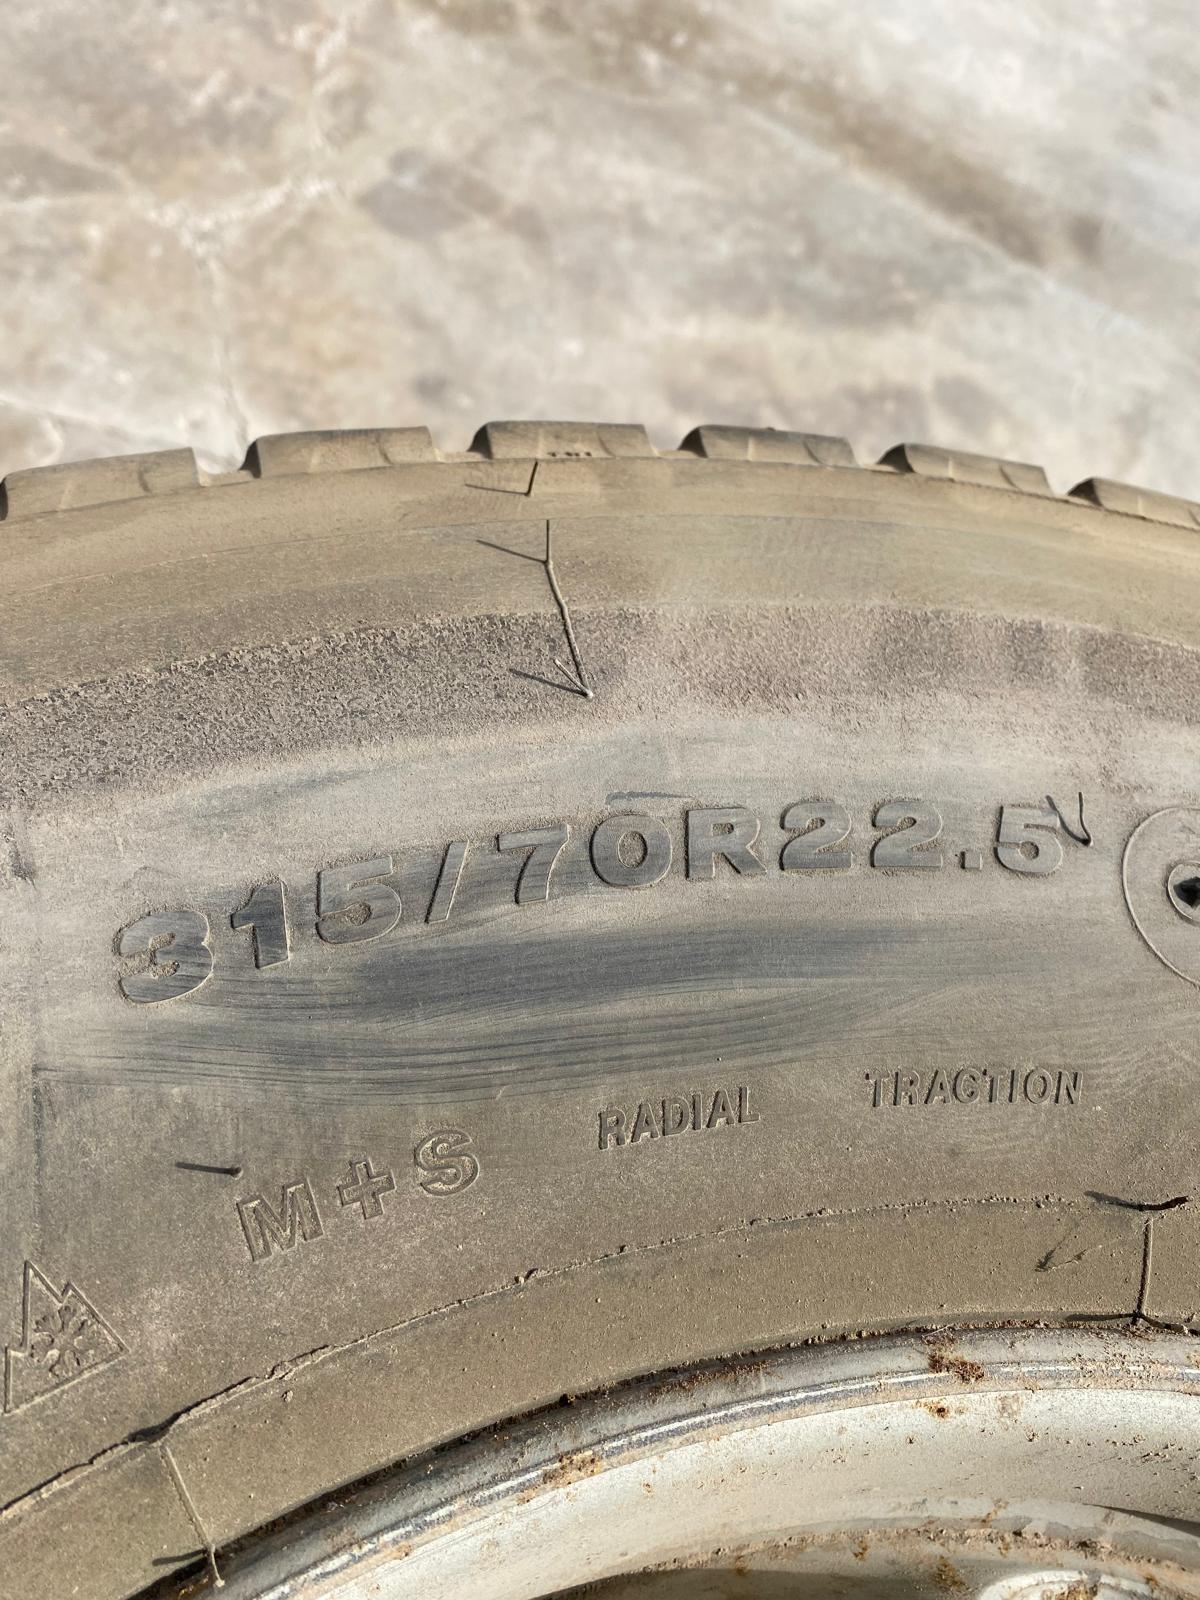 315/70R22.5
RADIAL TRACTION
M+S